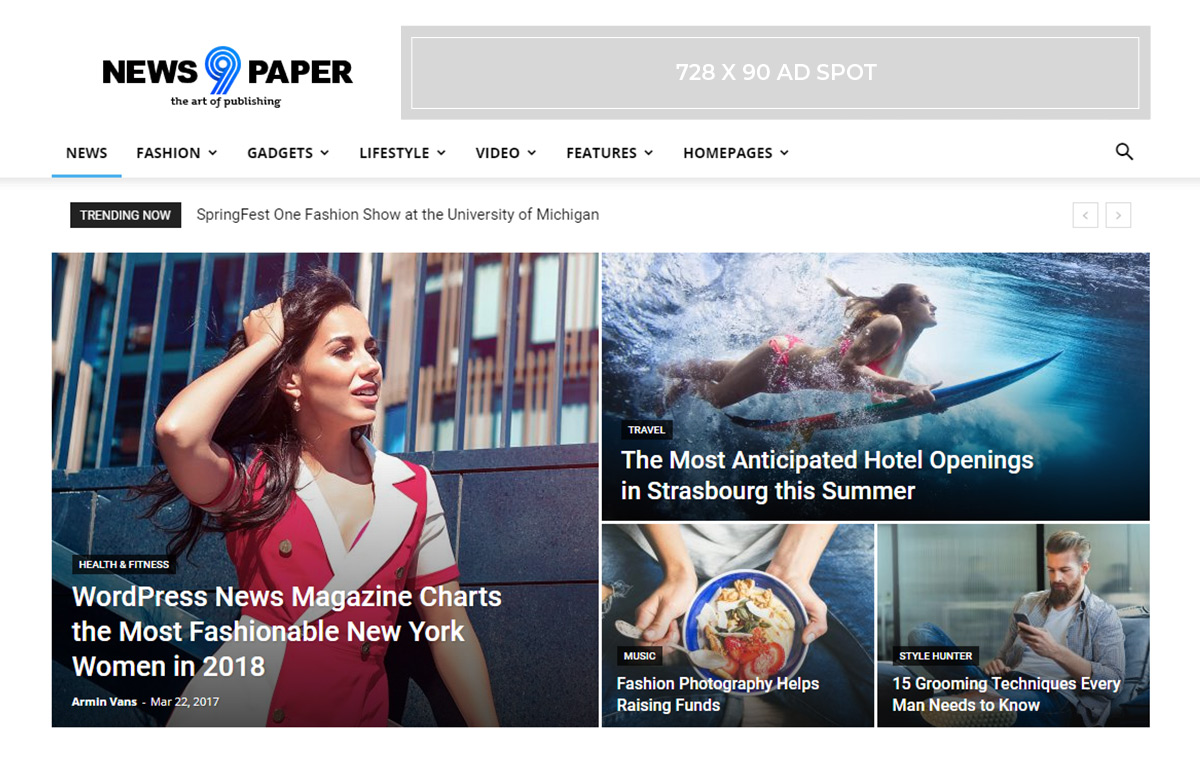 NEWS 9 PAPER
the art of publishing
728 X 90 AD SPOT
NEWS FASHION GADGETS LIFESTYLE VIDEO FEATURES HOMEPAGES
TRENDING NOW SpringFest One Fashion Show at the University of Michigan
HEALTH & FITNESS
WordPress News Magazine Charts
the Most Fashionable New York
Women in 2018
Armin Vans - Mar 22, 2017
TRAVEL
The Most Anticipated Hotel Openings
in Strasbourg this Summer
MUSIC
Fashion Photography Helps
Raising Funds
STYLE HUNTER
15 Grooming Techniques Every
Man Needs to Know